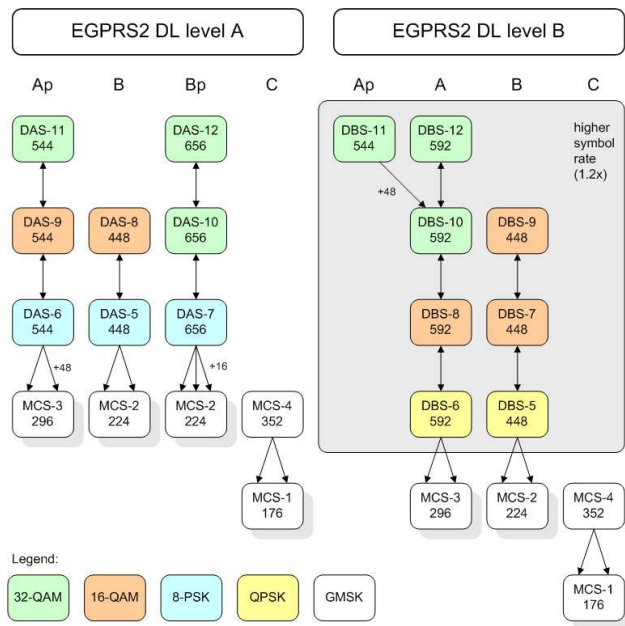 EGPRS2 DL level A
EGPRS2 DL level B
Ap
B
Bp
C
Ap
A
B
C
DAS-11
544
DAS-12
656
DBS-11
544
DBS-12
592
higher
symbol
rate
(1.2x)
+48
DAS-9
544
DAS-8
448
DAS-10
656
DBS-10
592
DBS-9
448
DAS-6
544
DAS-5
448
DAS-7
656
DBS-8
592
DBS-7
448
+48
+16
MCS-3
296
MCS-2
224
MCS-2
224
MCS-4
352
DBS-6
592
DBS-5
448
MCS-1
176
MCS-3
296
MCS-2
224
MCS-4
352
Legend:
32-QAM
16-QAM
8-PSK
QPSK
GMSK
MCS-1
176